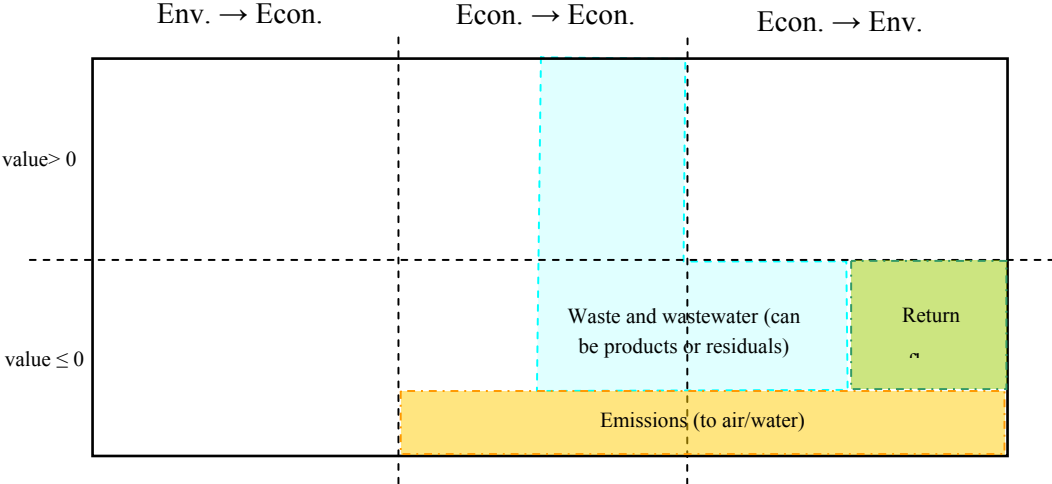 Env. → Econ.
Econ. → Econ.
Econ. → Env.
value> 0
value ≤ 0
Waste and wastewater (can
be products or residuals)
Return
Emissions (to air/water)